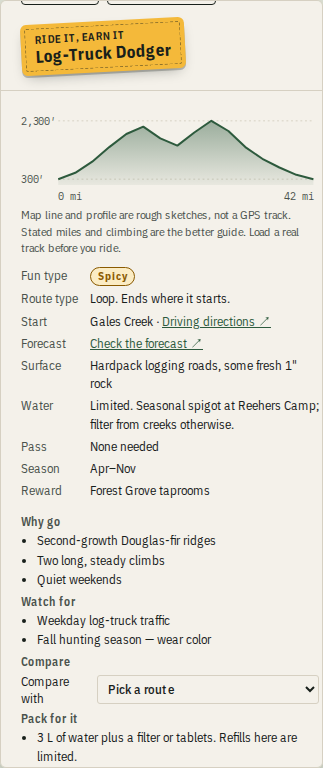 RIDE IT, EARN IT
Log-Truck Dodger
2,300′
300′
0 mi 42 mi
Map line and profile are rough sketches, not a GPS track.
Stated miles and climbing are the better guide. Load a real
track before you ride.
Fun type Spicy
Route type Loop. Ends where it starts.
Start Gales Creek · Driving directions ↗
Forecast Check the forecast ↗
Surface Hardpack logging roads, some fresh 1"
rock
Water Limited. Seasonal spigot at Reehers Camp;
filter from creeks otherwise.
Pass None needed
Season Apr–Nov
Reward Forest Grove taprooms
Why go
• Second-growth Douglas-fir ridges
• Two long, steady climbs
• Quiet weekends
Watch for
• Weekday log-truck traffic
• Fall hunting season — wear color
Compare
Compare
with
Pick a route
Pack for it
• 3 L of water plus a filter or tablets. Refills here are
limited.